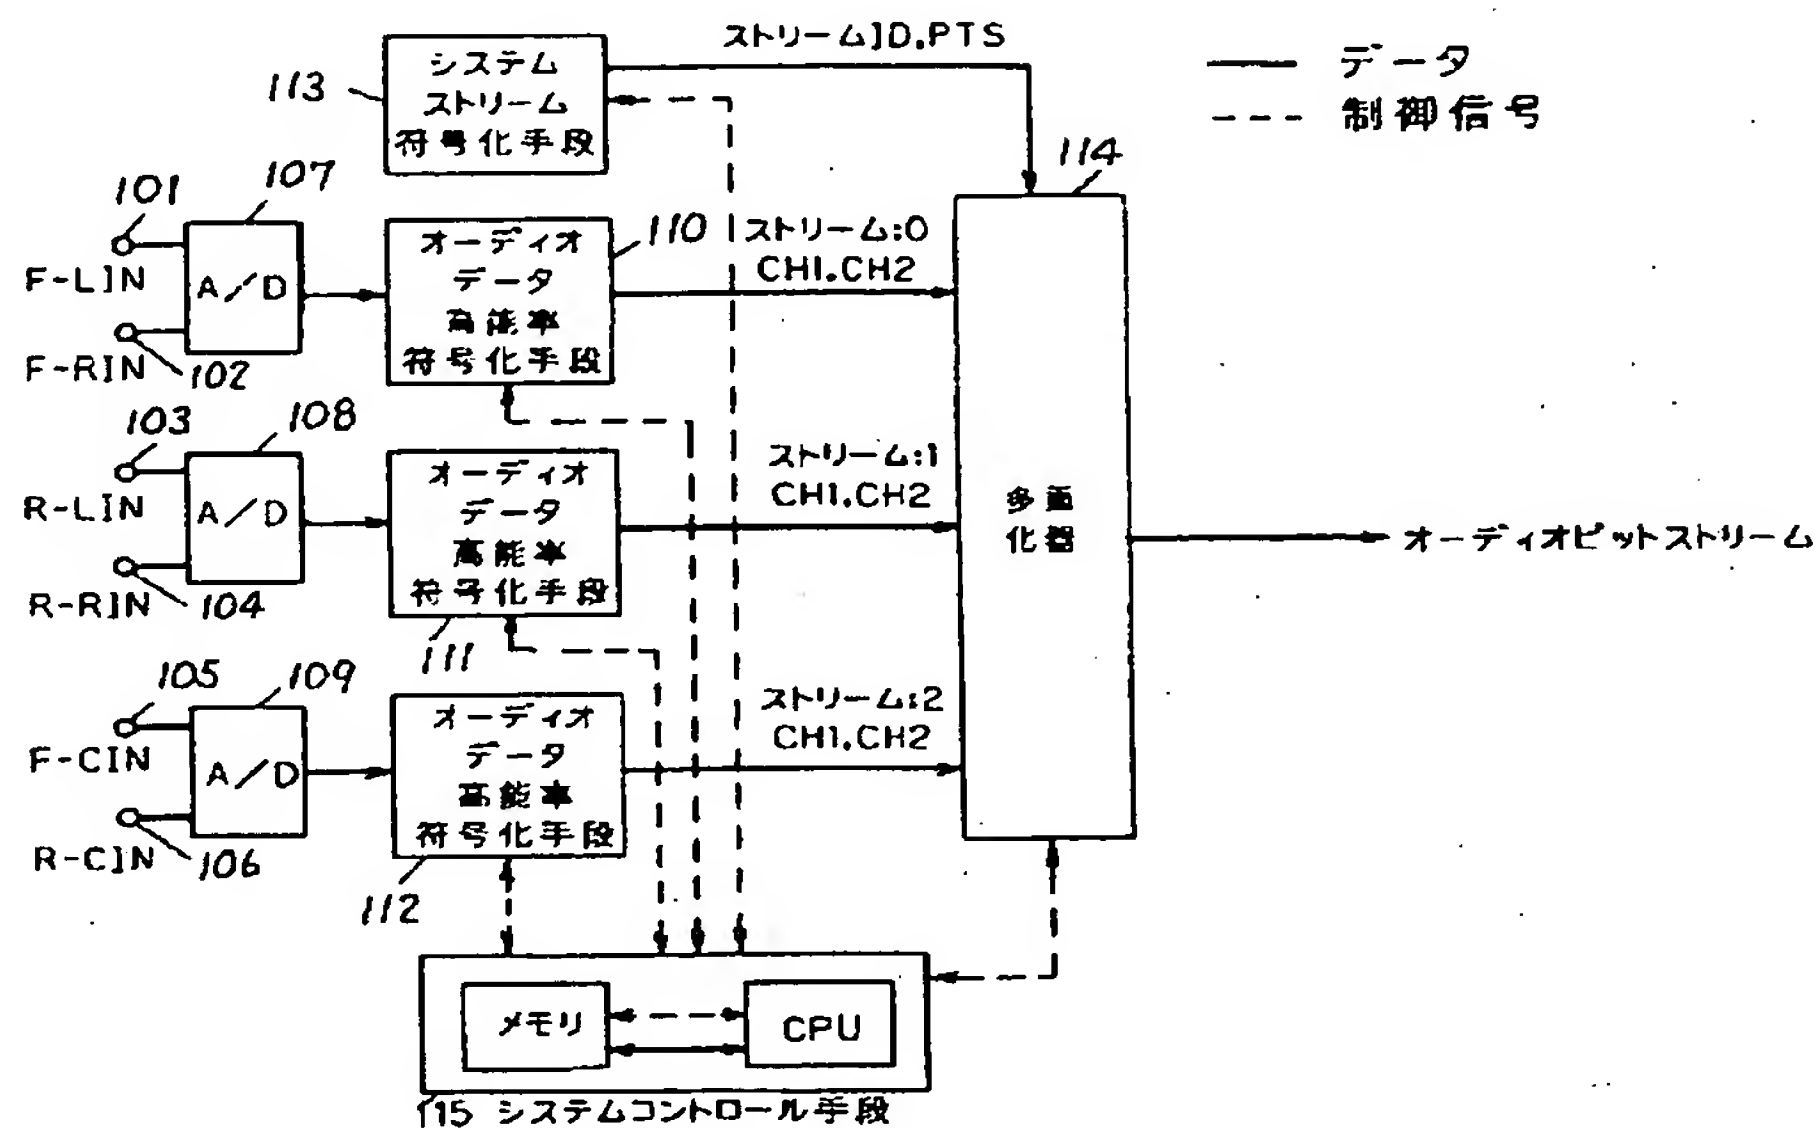 ストリームID.PTS
データ
制御信号
113
システム
ストリーム
符号化手段
114
101
107
F-LIN
A/D
F-RIN
102
オーディオ
データ
高能率
符号化手段
110
ストリーム:0
CH1.CH2
103
108
R-LIN
A/D
R-RIN
104
オーディオ
データ
高能率
符号化手段
111
ストリーム:1
CH1.CH2
多重
化器
オーディオビットストリーム
105
109
F-CIN
A/D
R-CIN
106
オーディオ
データ
高能率
符号化手段
112
ストリーム:2
CH1.CH2
メモリ
CPU
115 システムコントロール手段